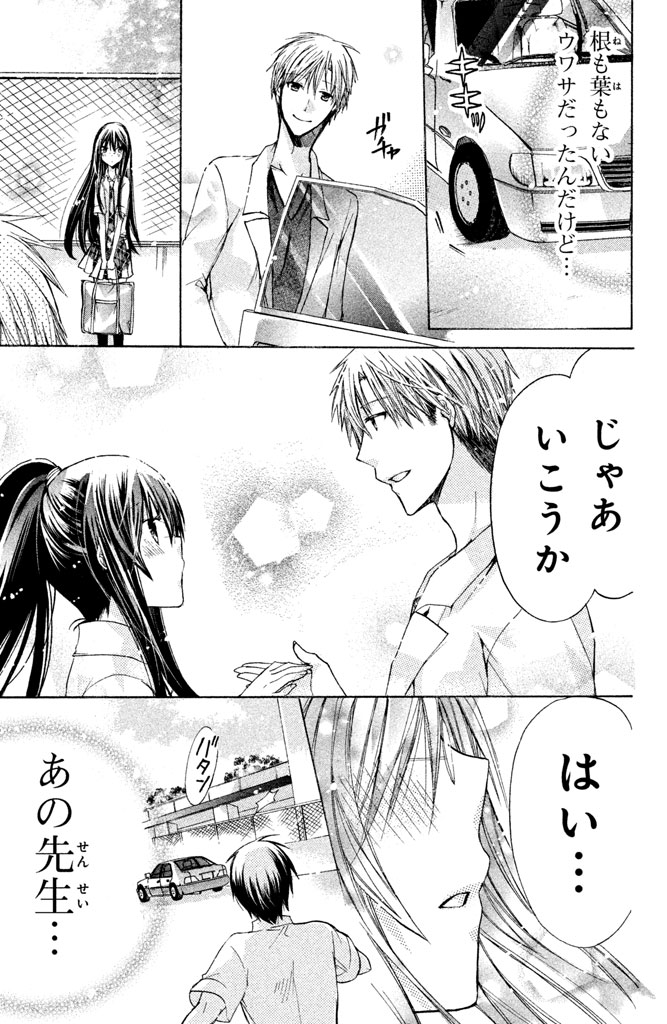 根も葉もない
ウワサだったんだけど…
キキッ
ガチャ
じゃあ
いこうか
はい…
バタン
あの先生…